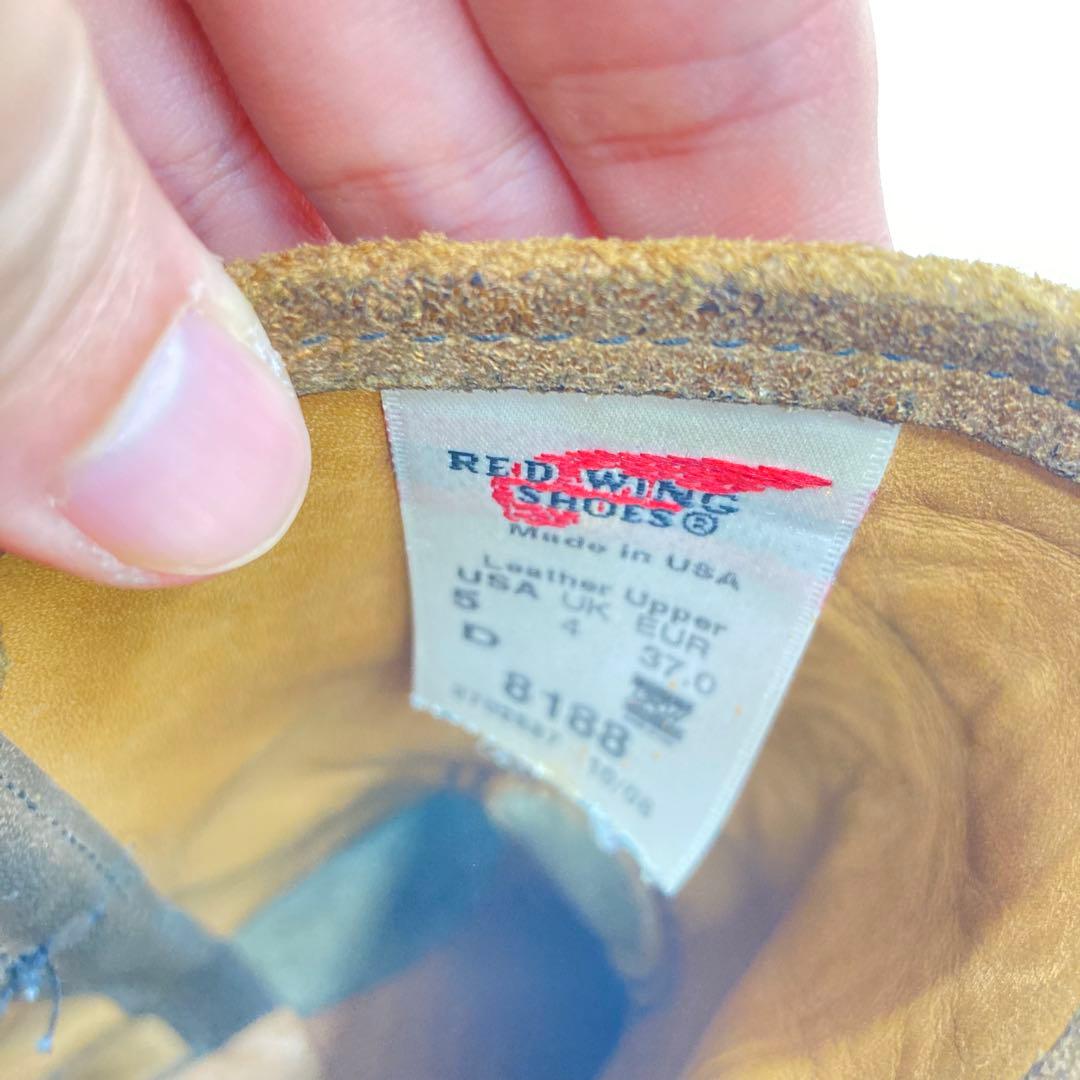 RED WING
SHOES®
Made in USA
Leather Upper
USA UK EUR
5 4 37.0
D
8188